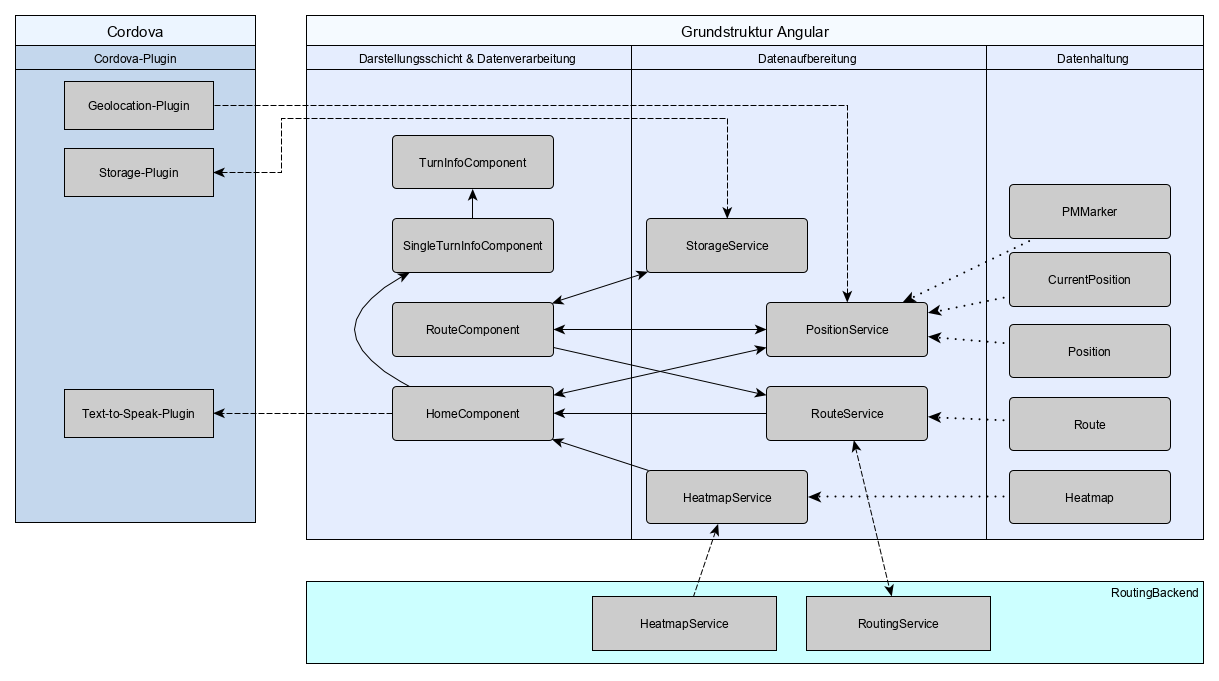 Cordova
Cordova-Plugin
Geolocation-Plugin
Storage-Plugin
Text-to-Speak-Plugin
Grundstruktur Angular
Darstellungsschicht & Datenverarbeitung
Datenaufbereitung
Datenhaltung
TurnInfoComponent
SingleTurnInfoComponent
RouteComponent
HomeComponent
StorageService
PositionService
RouteService
HeatmapService
PMMarker
CurrentPosition
Position
Route
Heatmap
RoutingBackend
HeatmapService
RoutingService